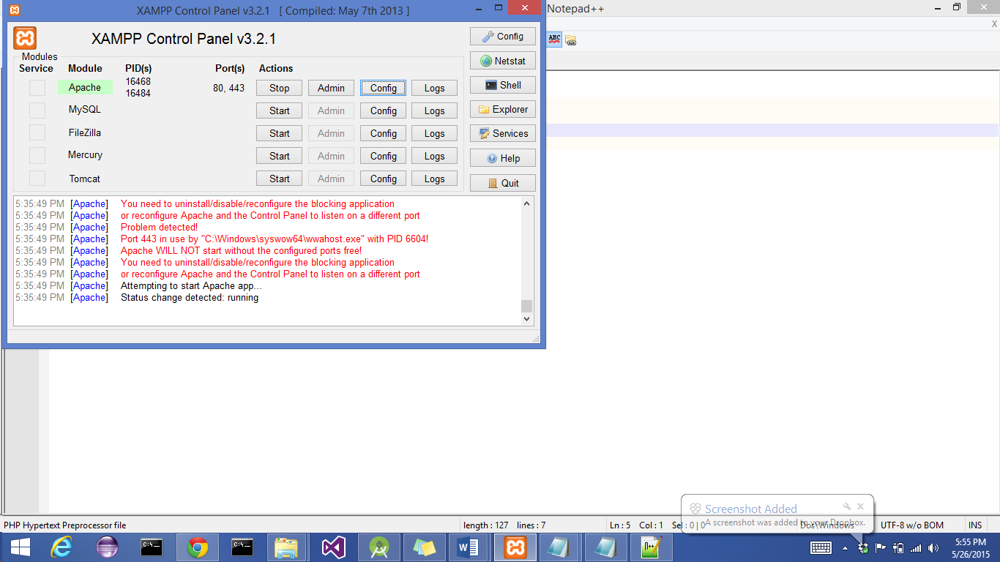 XAMPP Control Panel v3.2.1 [ Compiled: May 7th 2013 ]
Notepad++
X
XAMPP Control Panel v3.2.1
Config
Modules
Service Module PID(s) Port(s) Actions
Netstat
Apache 16468 16484 80, 443 Stop Admin Config Logs
Shell
MySQL Start Admin Config Logs
Explorer
FileZilla Start Admin Config Logs
Services
Mercury Start Admin Config Logs
Help
Tomcat Start Admin Config Logs
Quit
ABC
5:35:49 PM [Apache] You need to uninstall/disable/reconfigure the blocking application
5:35:49 PM [Apache] or reconfigure Apache and the Control Panel to listen on a different port
5:35:49 PM [Apache] Problem detected!
5:35:49 PM [Apache] Port 443 in use by "C:\Windows\syswow64\wwahost.exe" with PID 6604!
5:35:49 PM [Apache] Apache WILL NOT start without the configured ports free!
5:35:49 PM [Apache] You need to uninstall/disable/reconfigure the blocking application
5:35:49 PM [Apache] or reconfigure Apache and the Control Panel to listen on a different port
5:35:49 PM [Apache] Attempting to start Apache app...
5:35:49 PM [Apache] Status change detected: running
Screenshot Added
A screenshot was added to your Dropbox.
PHP Hypertext Preprocessor file length : 127 lines : 7 Ln : 5 Col : 1 Sel : 0 | 0 Dos\Windows UTF-8 w/o BOM INS
5:55 PM
5/26/2015